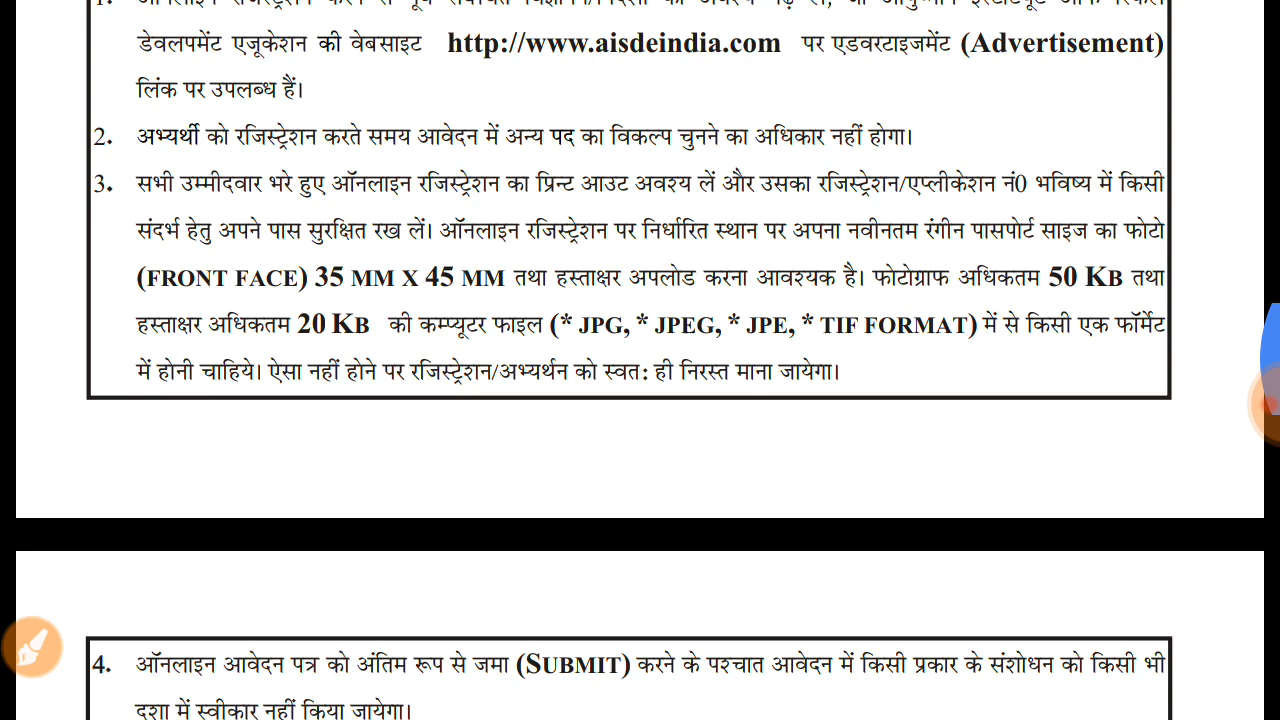 1. ऑनलाइन रजिस्ट्रेशन करने से पूर्व
डेवलपमेंट एजूकेशन की वेबसाइट http://www.aisdeindia.com पर एडवरटाइजमेंट (Advertisement)
लिंक पर उपलब्ध हैं।
2. अभ्यर्थी को रजिस्ट्रेशन करते समय आवेदन में अन्य पद का विकल्प चुनने का अधिकार नहीं होगा।
3. सभी उम्मीदवार भरे हुए ऑनलाइन रजिस्ट्रेशन का प्रिन्ट आउट अवश्य लें और उसका रजिस्ट्रेशन/एप्लीकेशन नं0 भविष्य में किसी
संदर्भ हेतु अपने पास सुरक्षित रख लें। ऑनलाइन रजिस्ट्रेशन पर निर्धारित स्थान पर अपना नवीनतम रंगीन पासपोर्ट साइज का फोटो
(FRONT FACE) 35 MM X 45 MM तथा हस्ताक्षर अपलोड करना आवश्यक है। फोटोग्राफ अधिकतम 50 KB तथा
हस्ताक्षर अधिकतम 20 KB की कम्प्यूटर फाइल (* JPG, * JPEG, * JPE, * TIF FORMAT) में से किसी एक फॉर्मेट
में होनी चाहिये। ऐसा नहीं होने पर रजिस्ट्रेशन/अभ्यर्थन को स्वतः ही निरस्त माना जायेगा।
4. ऑनलाइन आवेदन पत्र को अंतिम रूप से जमा (SUBMIT) करने के पश्चात आवेदन में किसी प्रकार के संशोधन को किसी भी
दशा में स्वीकार नहीं किया जायेगा।